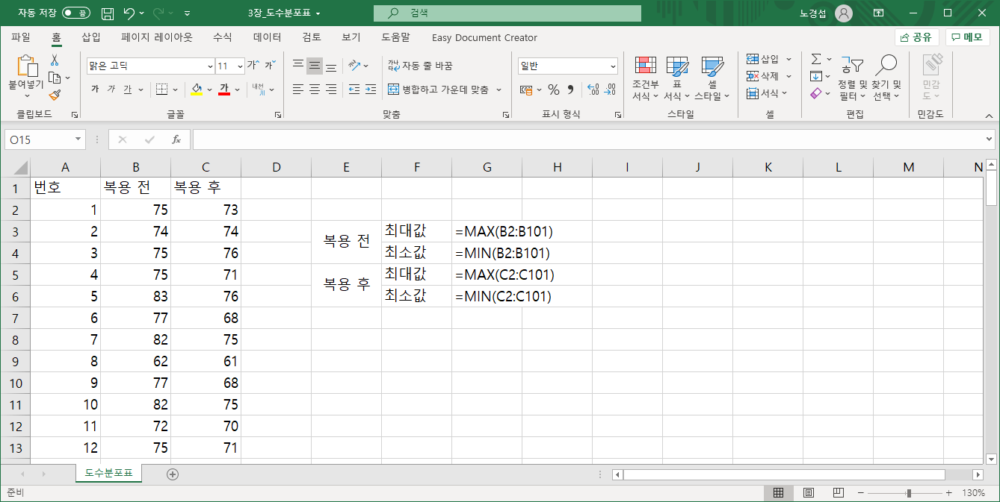 자동 저장 끔 3장_도수분포표 검색 노경섭
파일 홈 삽입 페이지 레이아웃 수식 데이터 검토 보기 도움말 Easy Document Creator 공유 메모
붙여넣기
맑은 고딕 11 가 가
가 가 가 가 내천
자동 줄 바꿈
병합하고 가운데 맞춤
일반
%
조건부 서식
표 서식
셀 스타일
삽입
삭제
서식
정렬 및 필터
찾기 및 선택
민감도
클립보드 글꼴 맞춤 표시 형식 스타일 셀 편집 민감도
O15 fx
A B C D E F G H I J K L M N
1 번호 복용 전 복용 후
2 1 75 73
3 2 74 74 복용 전 최대값 =MAX(B2:B101)
4 3 75 76 최소값 =MIN(B2:B101)
5 4 75 71 복용 후 최대값 =MAX(C2:C101)
6 5 83 76 최소값 =MIN(C2:C101)
7 6 77 68
8 7 82 75
9 8 62 61
10 9 77 68
11 10 82 75
12 11 72 70
13 12 75 71
도수분포표
준비 130%